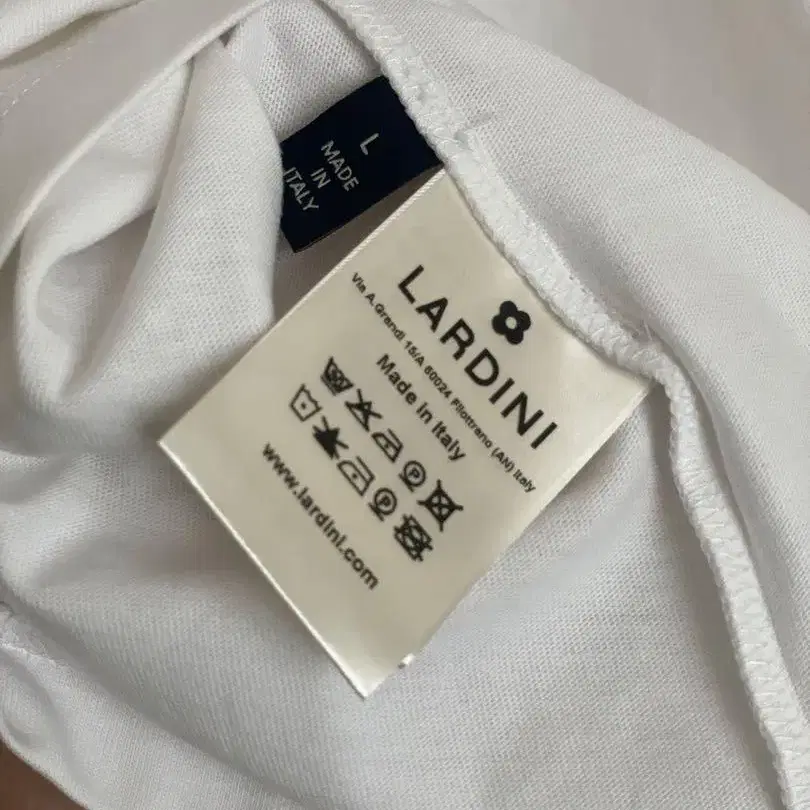 L
MADE
IN
ITALY
LARDINI
Via A.Grandi 15/A 60024 Filottrano (AN) Italy
Made in Italy
P
P
www.lardini.com